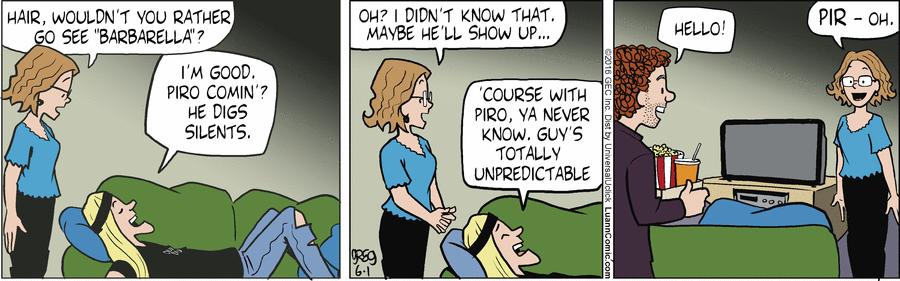 HAIR, WOULDN'T YOU RATHER
GO SEE "BARBARELLA"?
I'M GOOD.
PIRO COMIN'?
HE DIGS
SILENTS.
OH? I DIDN'T KNOW THAT.
MAYBE HE'LL SHOW UP...
'COURSE WITH
PIRO, YA NEVER
KNOW. GUY'S
TOTALLY
UNPREDICTABLE
GREG
6-1
©2016 GEC Inc. Dist by UniversalUclick LuannComic.com
HELLO!
PIR - OH.